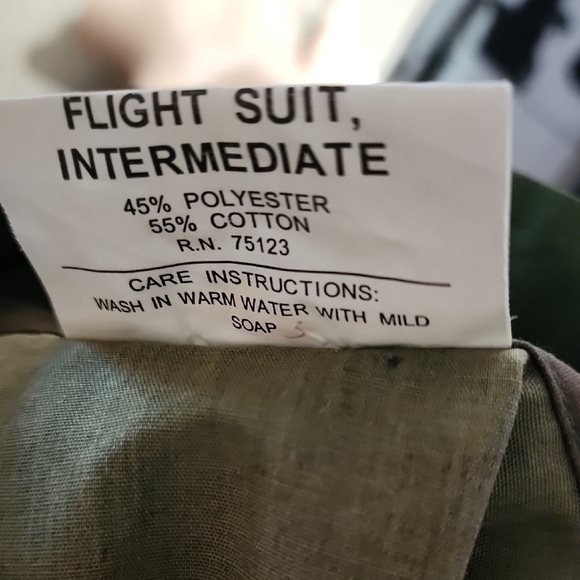 FLIGHT SUIT,
INTERMEDIATE
45% POLYESTER
55% COTTON
R.N. 75123
CARE INSTRUCTIONS:
WASH IN WARM WATER WITH MILD
SOAP